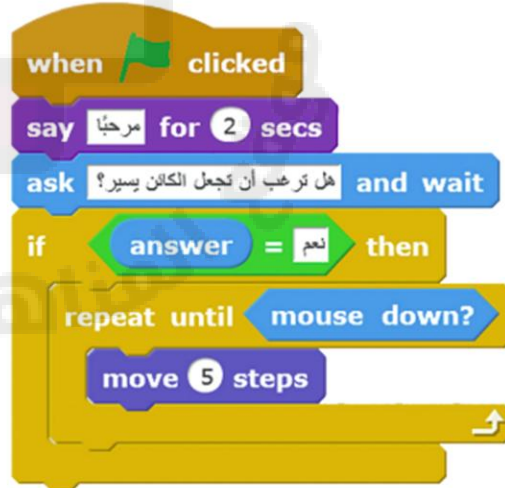 when clicked
say مرحبًا for 2 secs
ask هل ترغب أن تجعل الكائن يسير؟ and wait
if answer = نعم then
repeat until mouse down?
move 5 steps